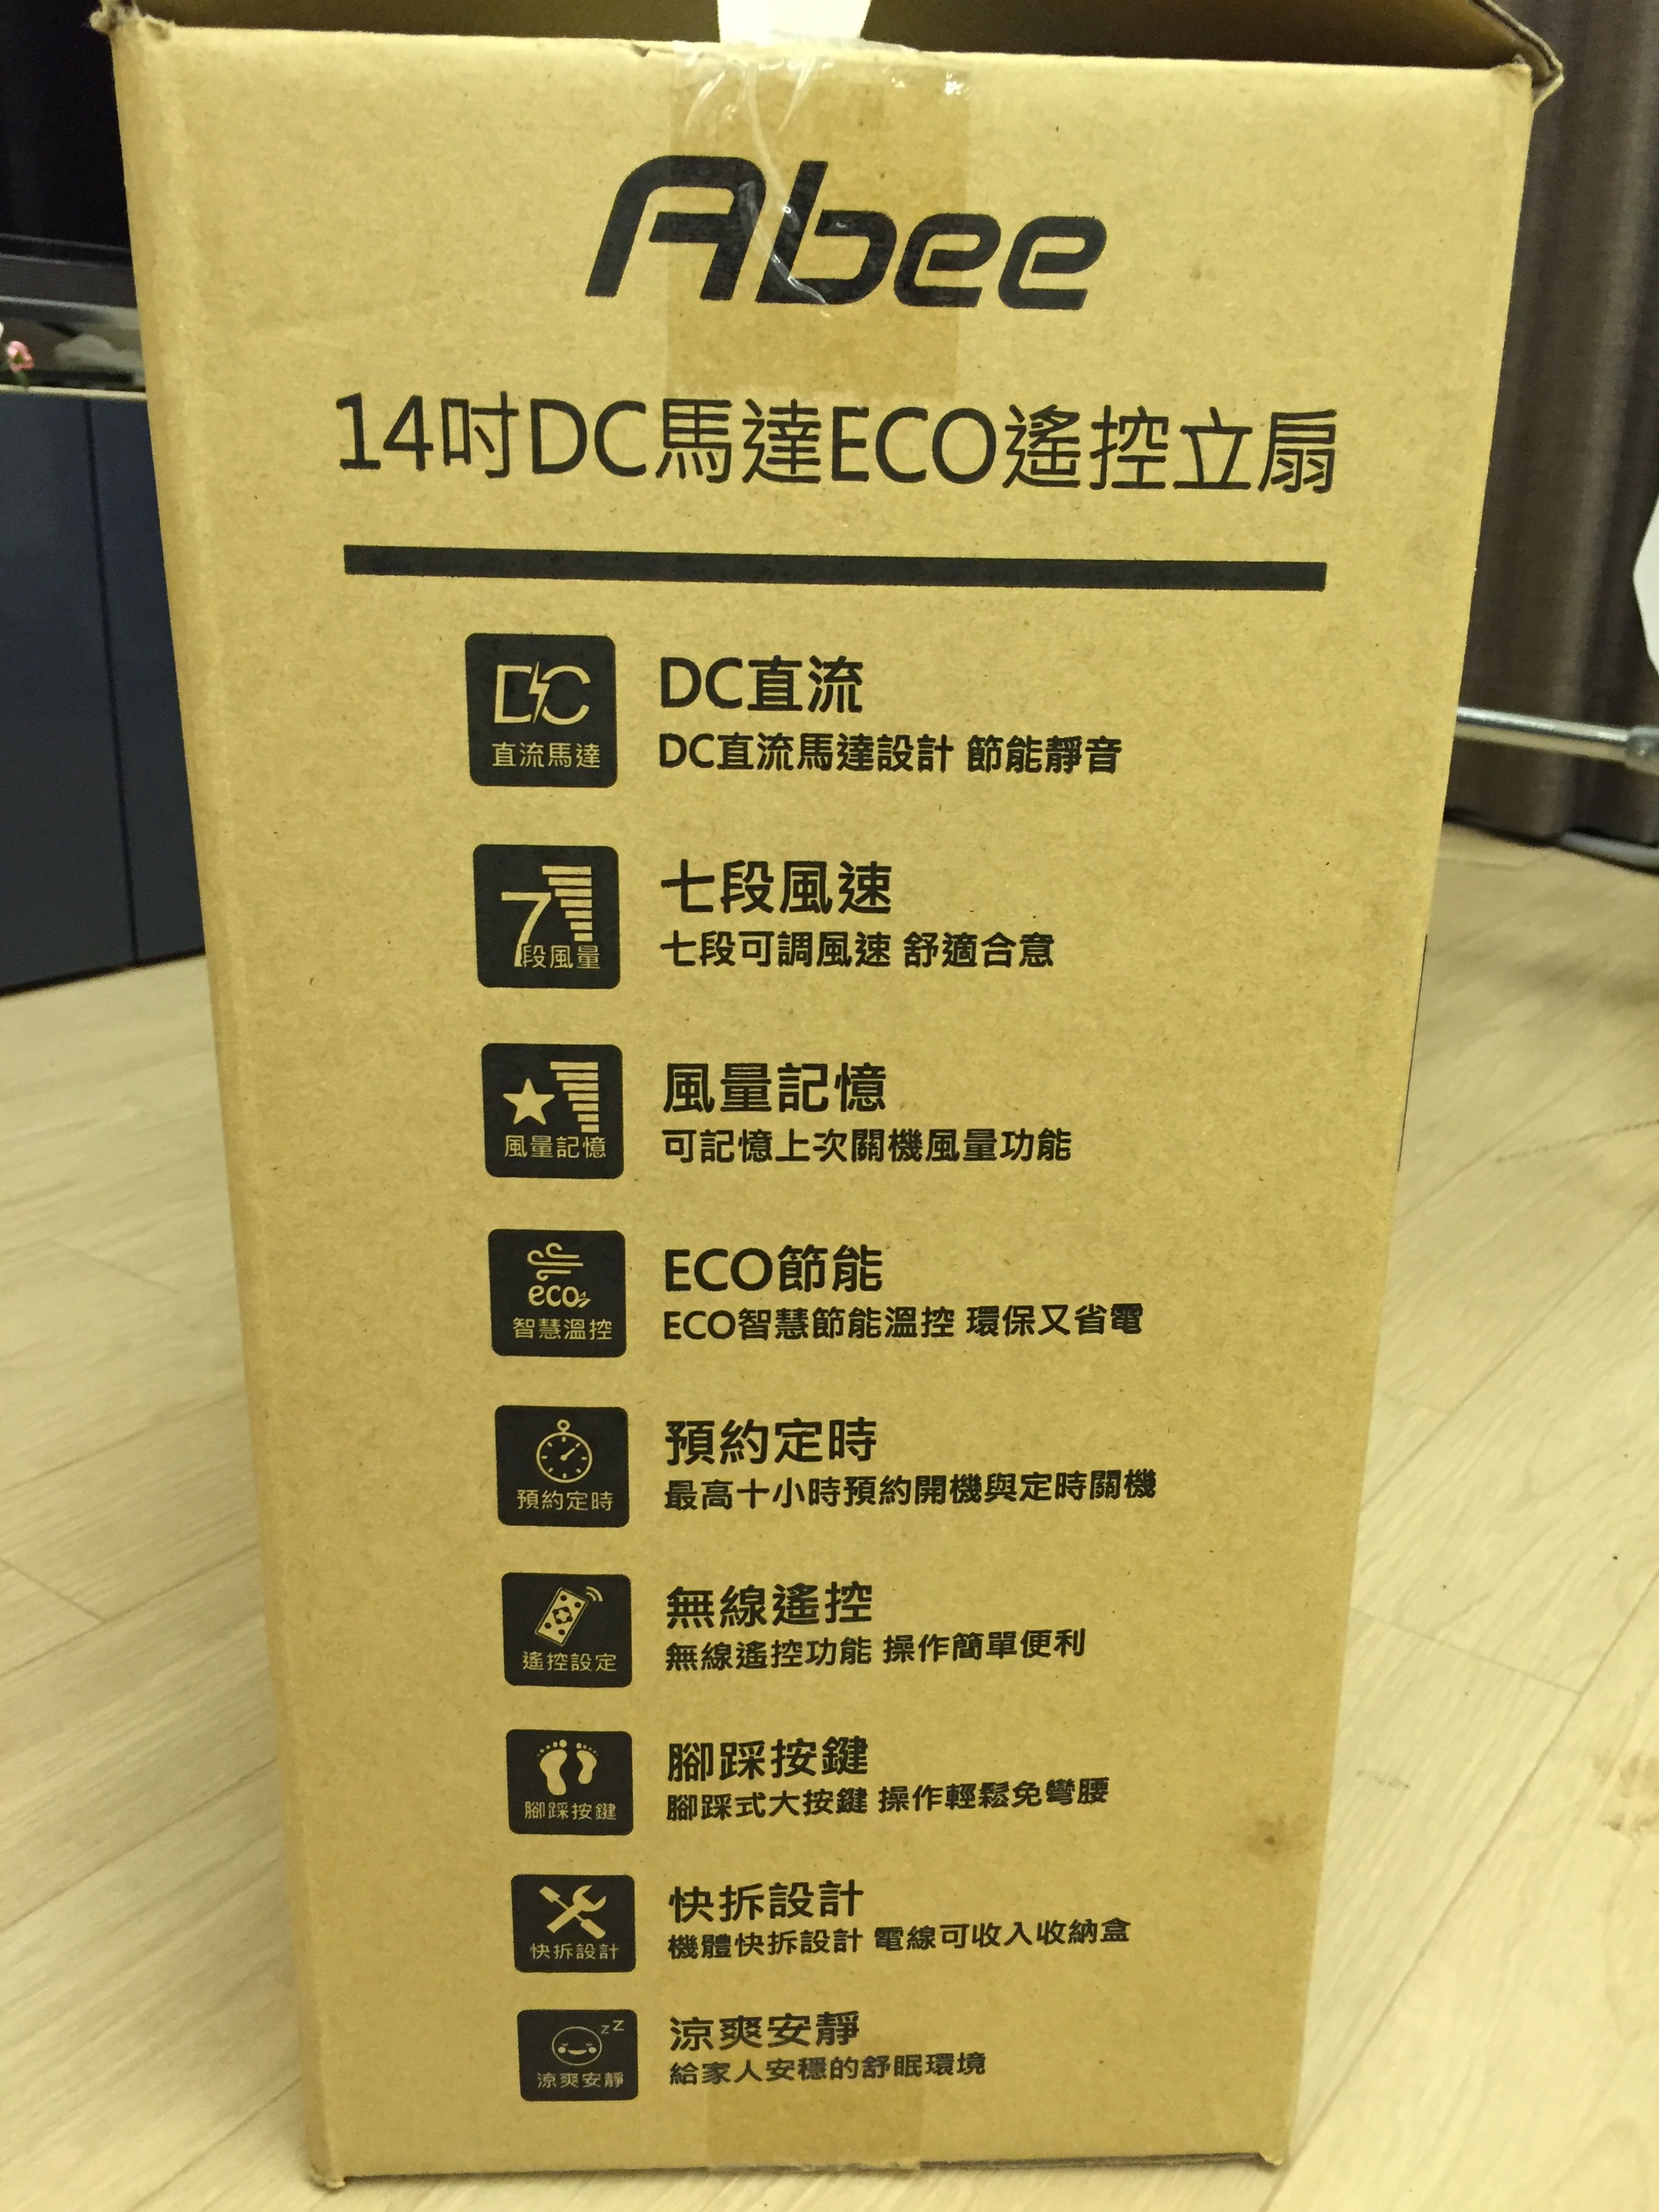 Abee
14吋DC馬達ECO遙控立扇
DC
直流馬達
DC直流
DC直流馬達設計 節能靜音
7
段風量
七段風速
七段可調風速 舒適合意
風量記憶
風量記憶
可記憶上次關機風量功能
eco
智慧溫控
ECO節能
ECO智慧節能溫控 環保又省電
預約定時
預約定時
最高十小時預約開機與定時關機
遙控設定
無線遙控
無線遙控功能 操作簡單便利
腳踩按鍵
腳踩按鍵
腳踩式大按鍵 操作輕鬆免彎腰
快拆設計
快拆設計
機體快拆設計 電線可收入收納盒
zZ
涼爽安靜
涼爽安靜
給家人安穩的舒眠環境